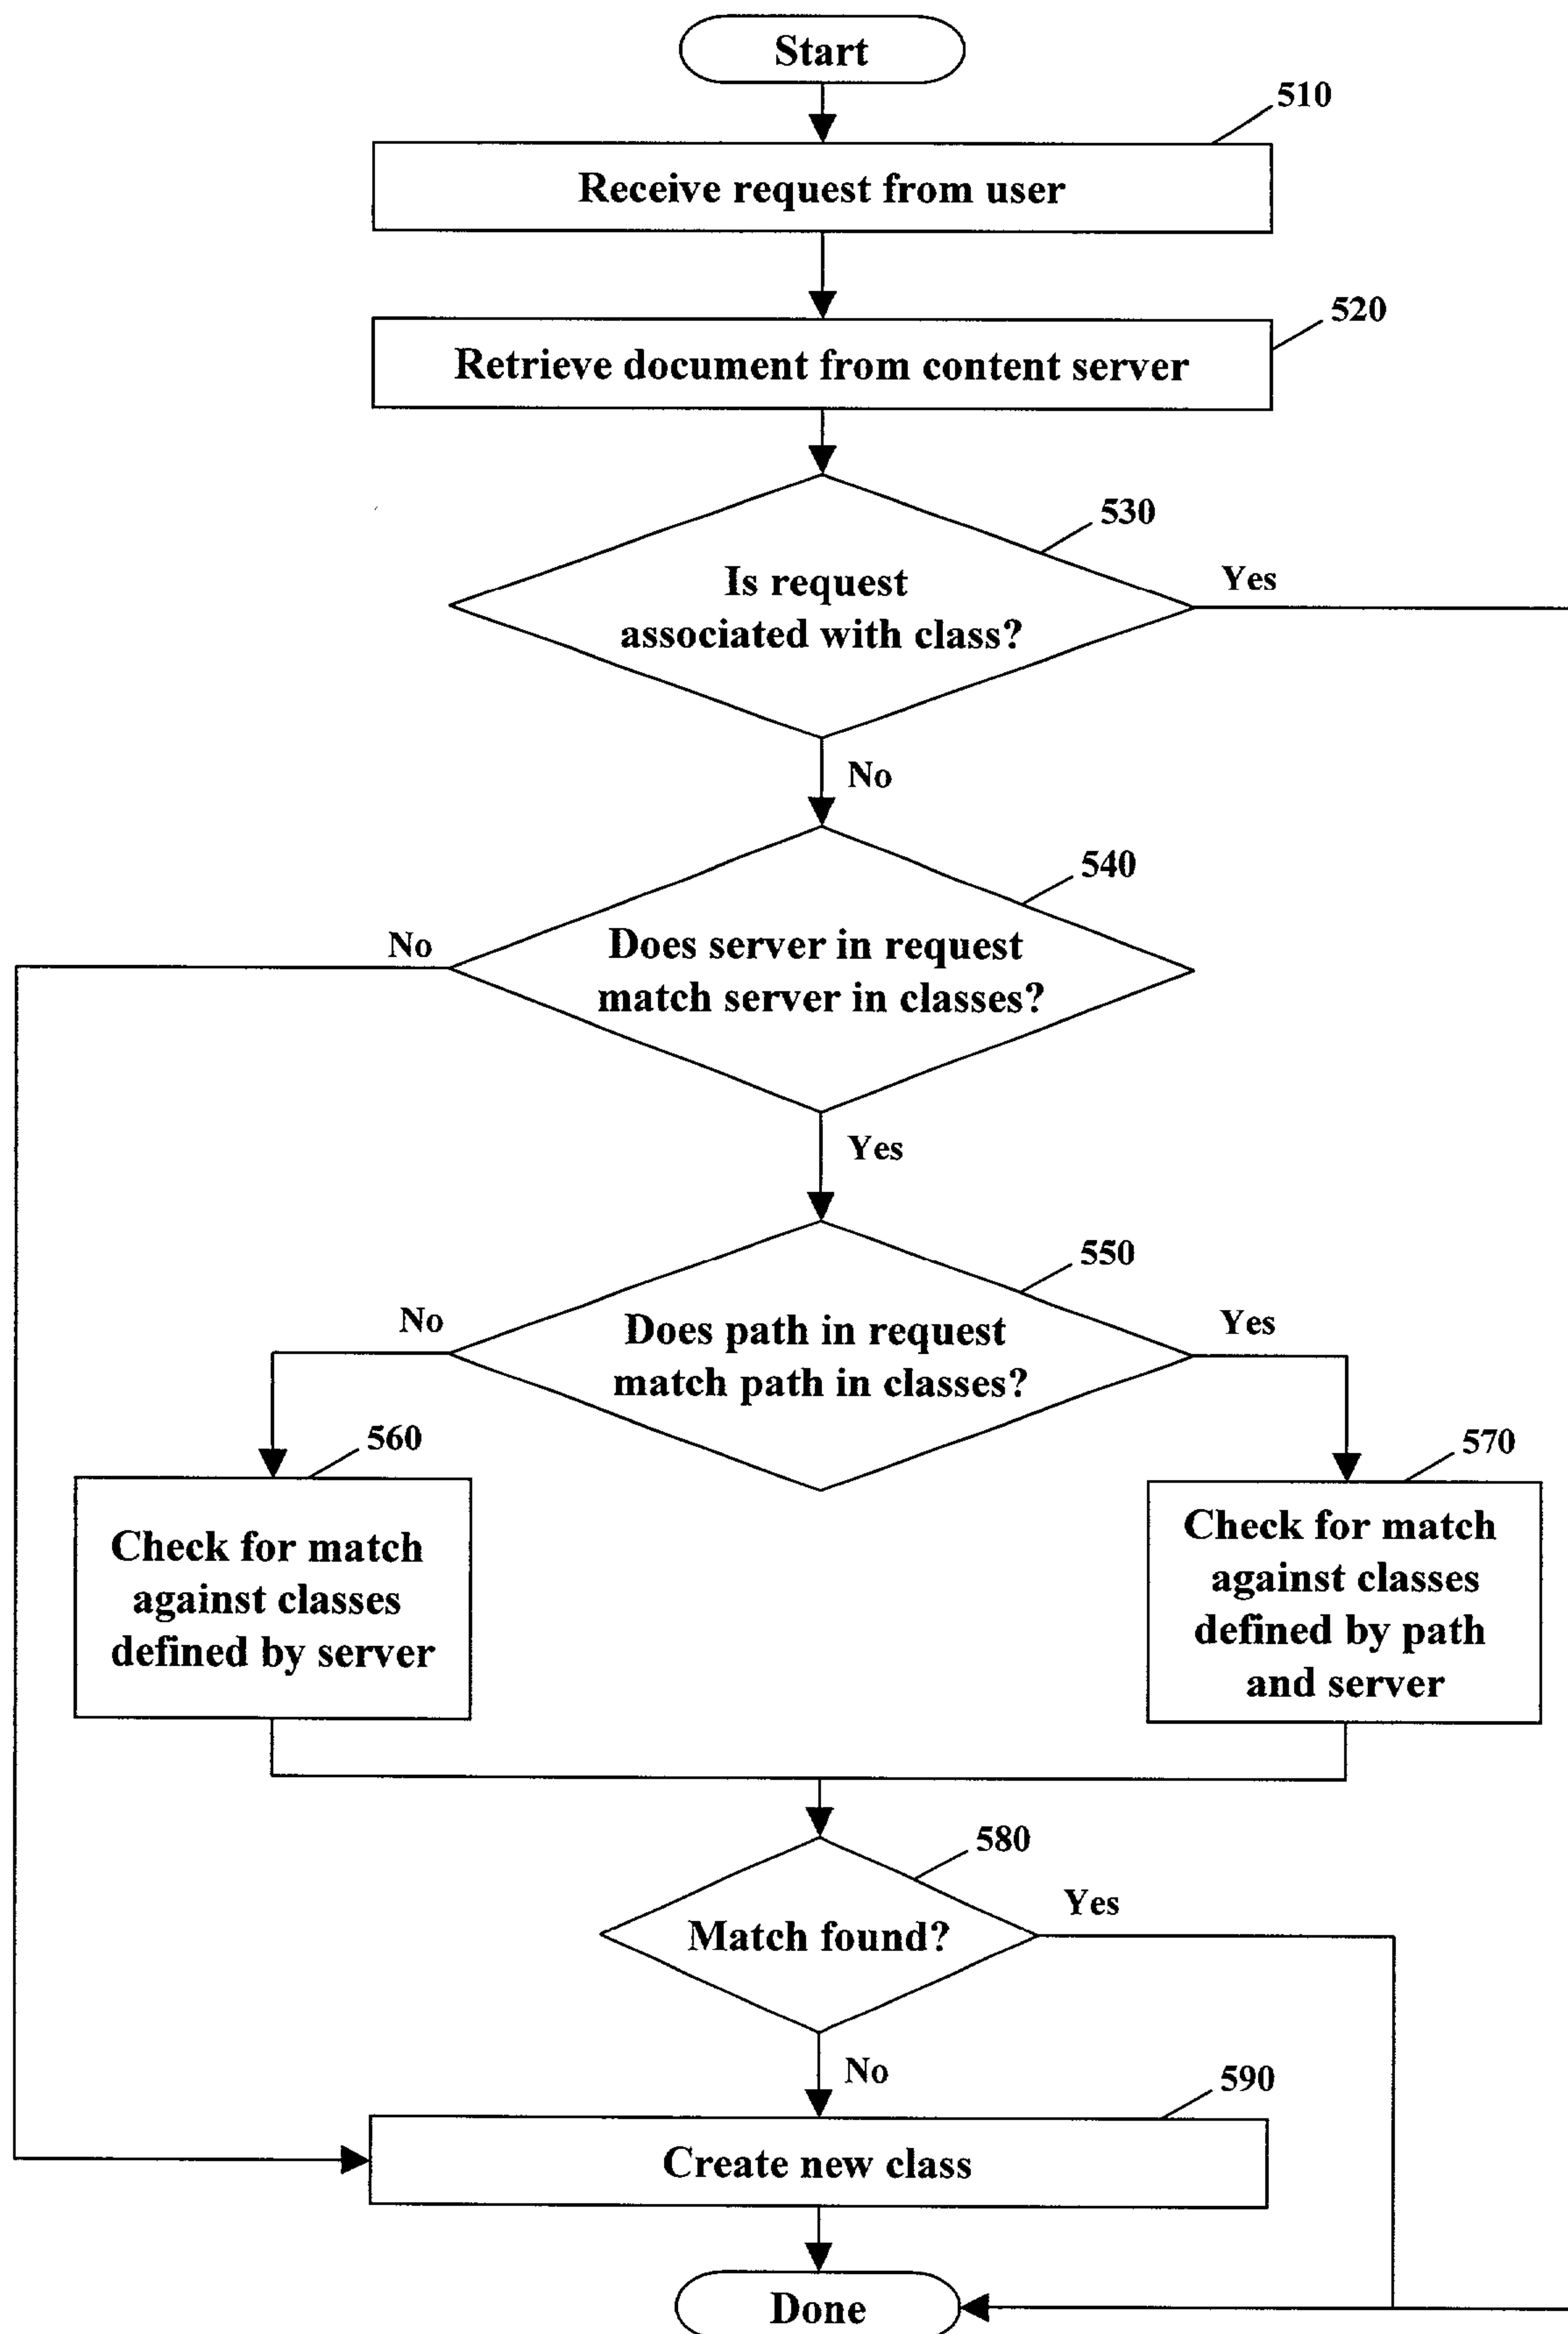 Start
510
Receive request from user
520
Retrieve document from content server
530
Is request
associated with class?
Yes
No
540
Does server in request
match server in classes?
No
Yes
550
Does path in request
match path in classes?
No
Yes
560
Check for match
against classes
defined by server
570
Check for match
against classes
defined by path
and server
580
Match found?
Yes
No
590
Create new class
Done